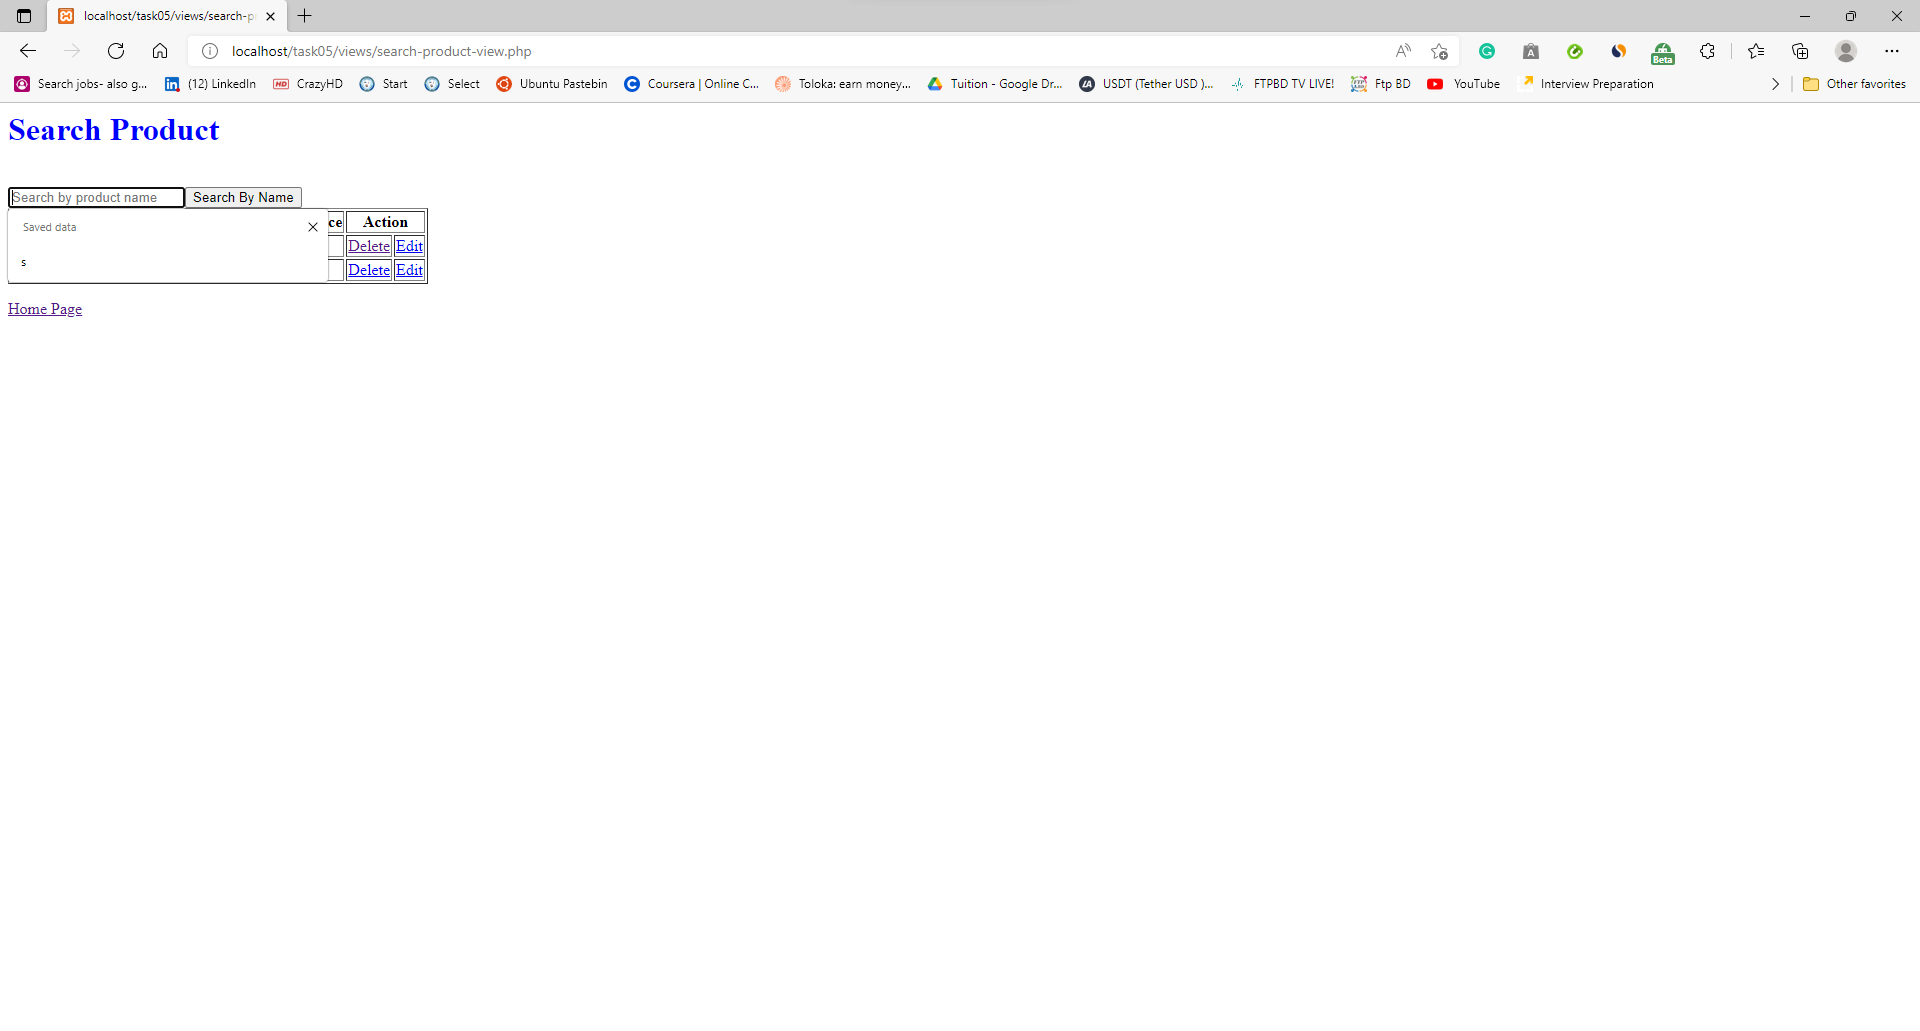 localhost/task05/views/search-p
localhost/task05/views/search-product-view.php
Beta
Search jobs- also g... (12) LinkedIn CrazyHD Start Select Ubuntu Pastebin Coursera | Online C... Toloka: earn money... Tuition - Google Dr... USDT (Tether USD )... FTPBD TV LIVE! Ftp BD YouTube Interview Preparation Other favorites
Search Product
Search by product name Search By Name
Saved data
ce Action
Delete Edit
s
Delete Edit
Home Page